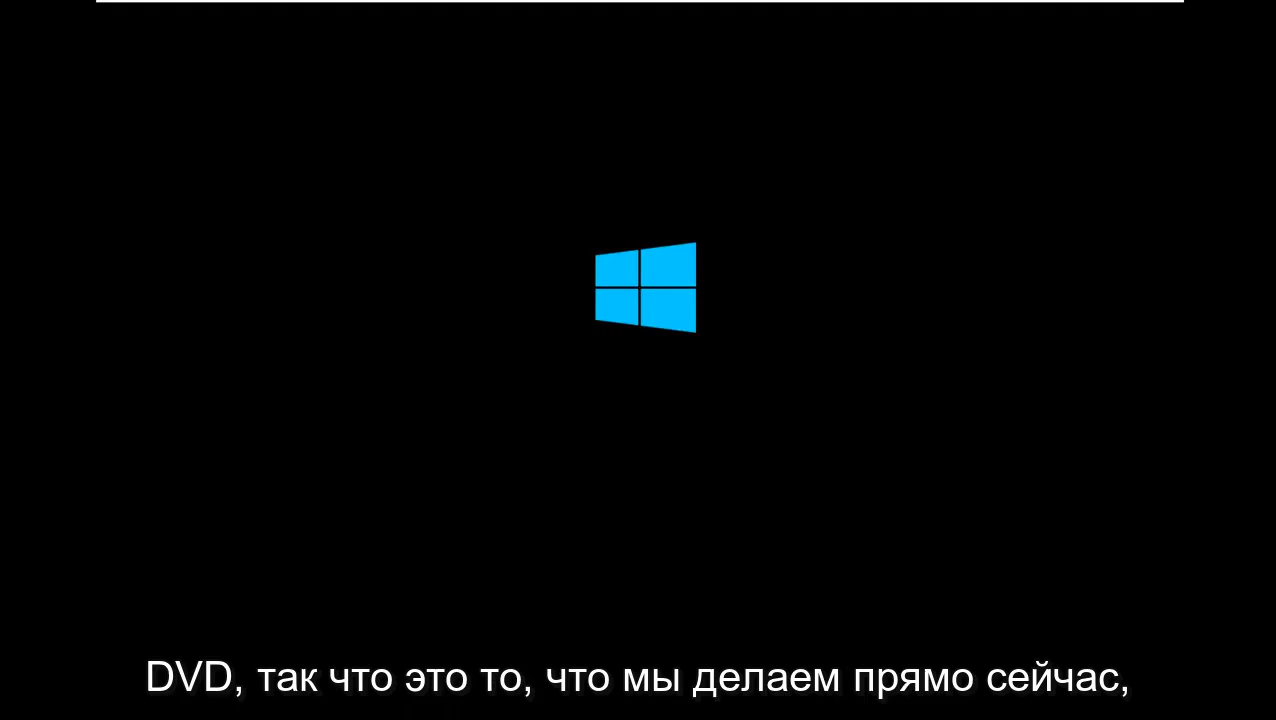 DVD, так что это то, что мы делаем прямо сейчас,